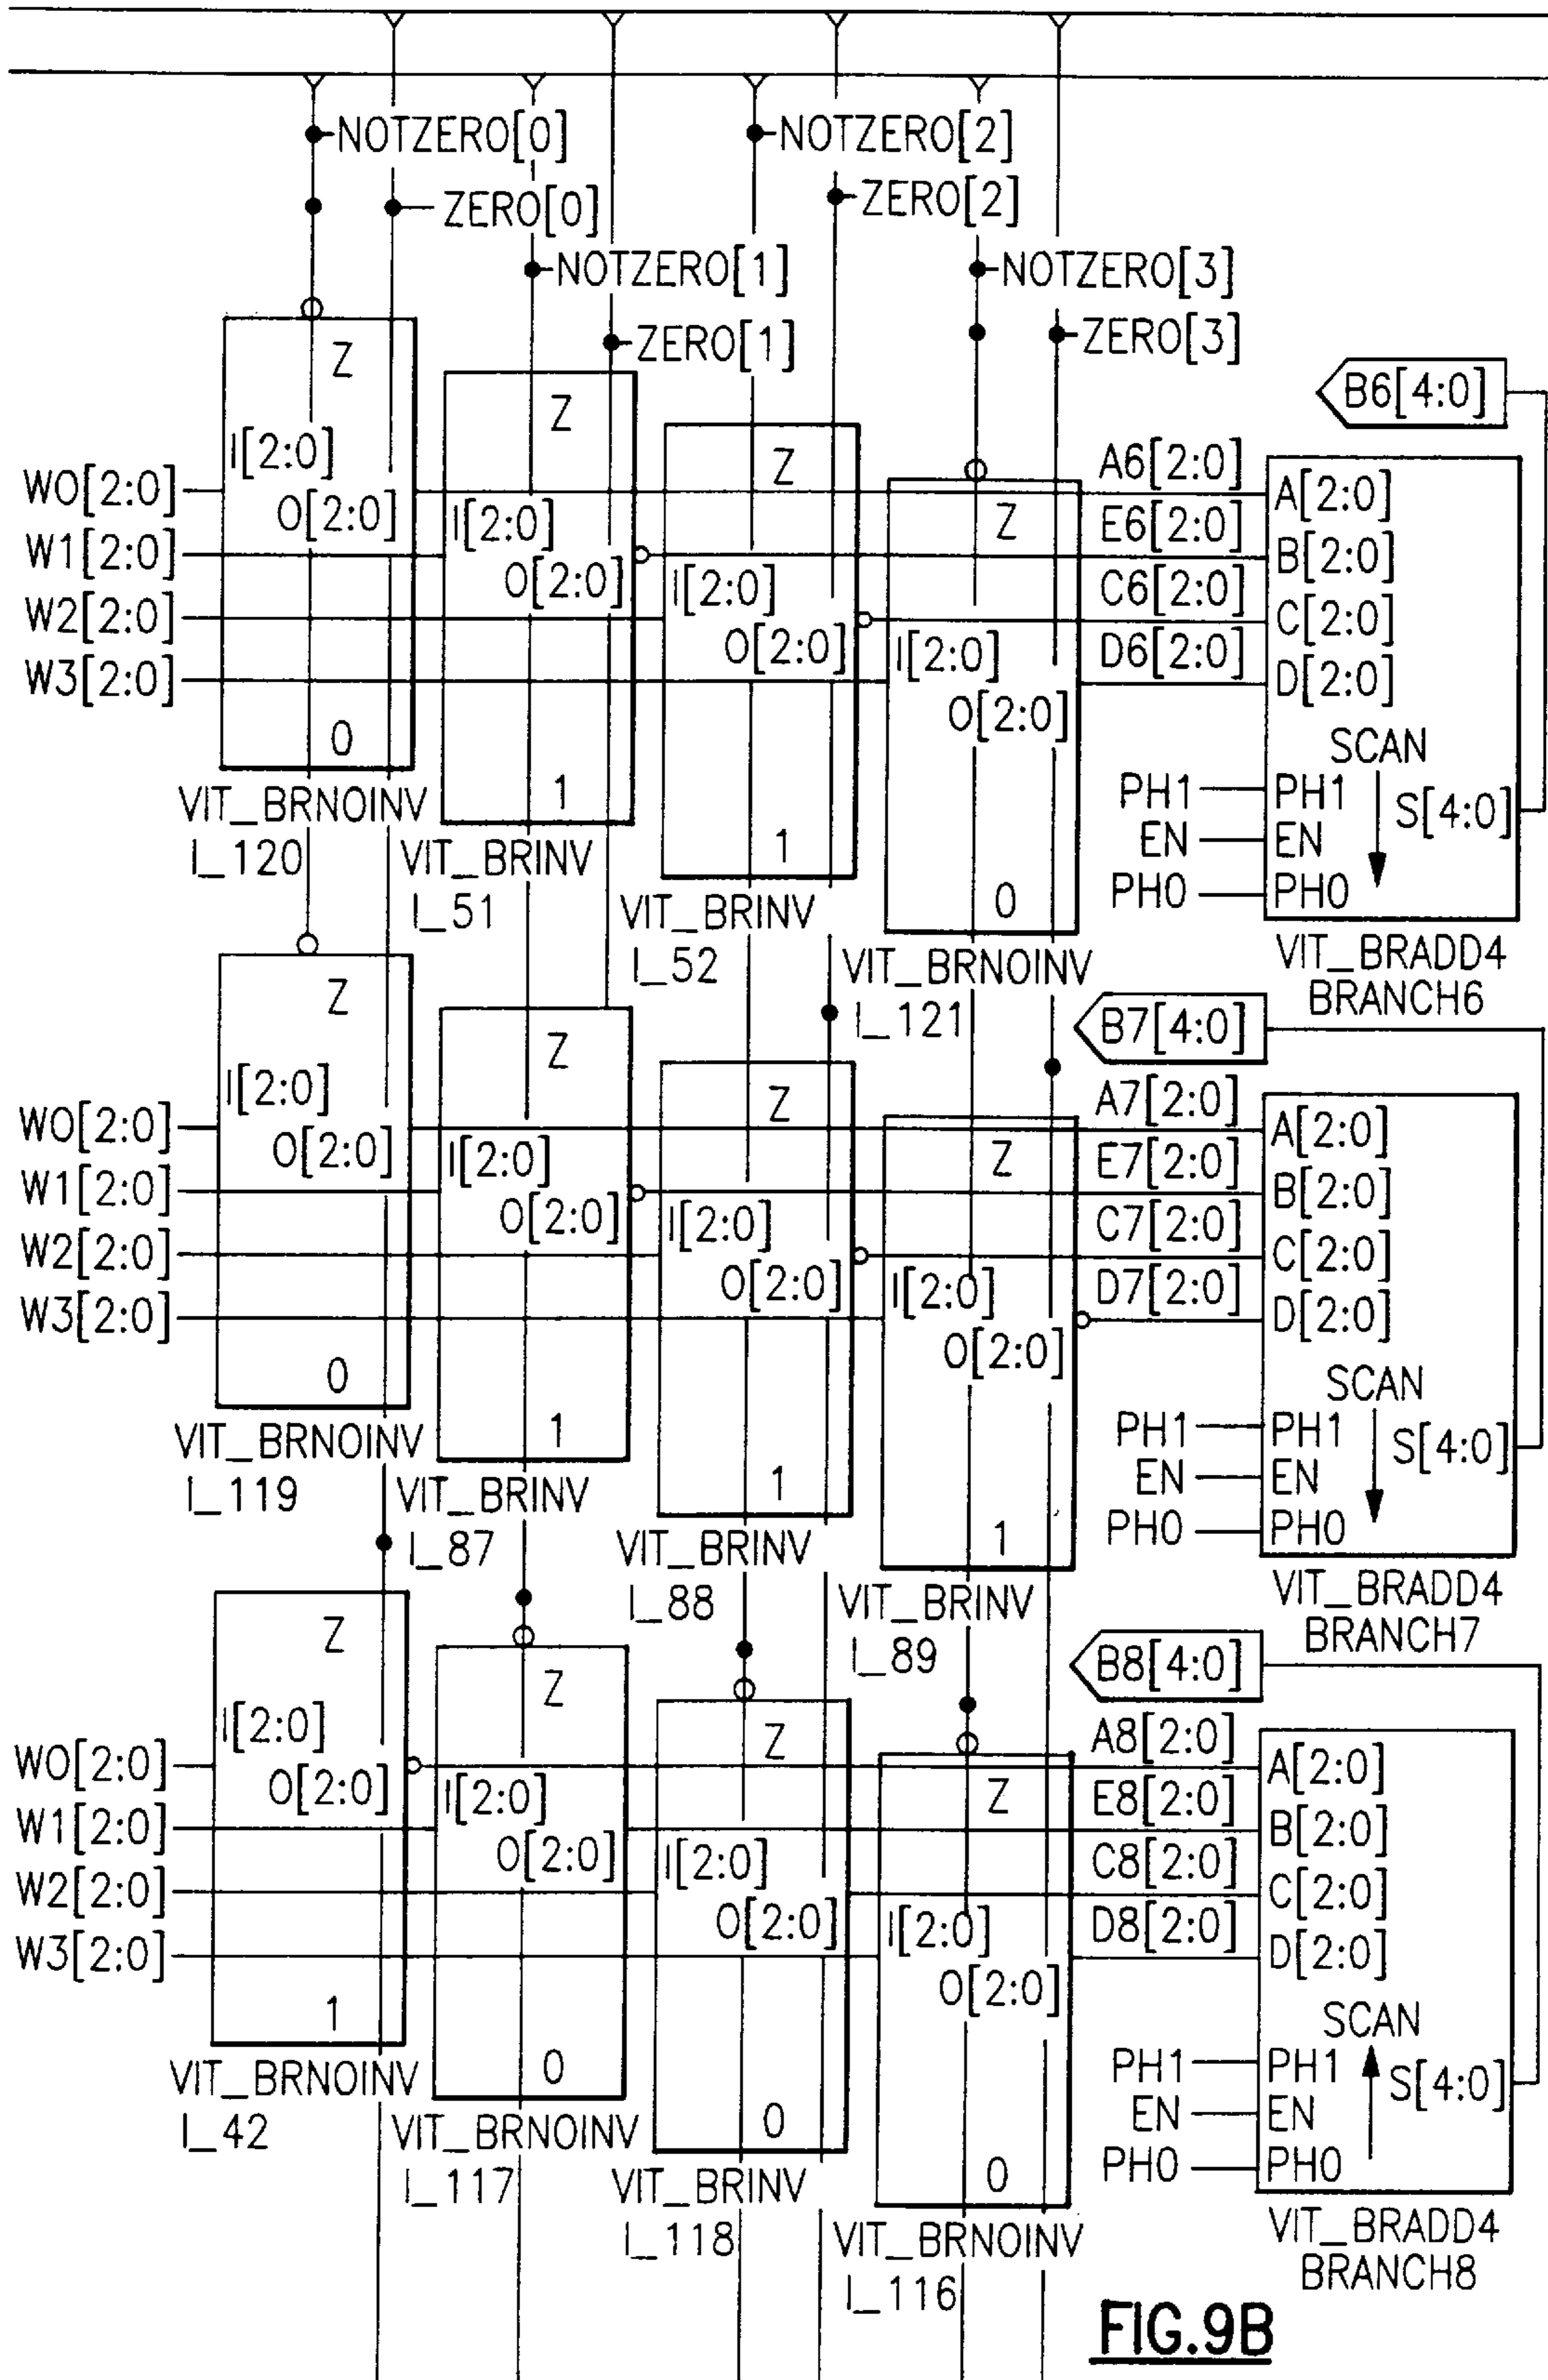 NOTZERO[0]
NOTZERO[2]
ZERO[0]
ZERO[2]
NOTZERO[1]
NOTZERO[3]
ZERO[1]
ZERO[3]
Z
Z
Z
Z
B6[4:0]
I[2:0]
O[2:0]
I[2:0]
O[2:0]
I[2:0]
O[2:0]
I[2:0]
O[2:0]
W0[2:0]
W1[2:0]
W2[2:0]
W3[2:0]
A6[2:0]
E6[2:0]
C6[2:0]
D6[2:0]
A[2:0]
B[2:0]
C[2:0]
D[2:0]
SCAN
PH1
PH1
S[4:0]
EN
EN
PH0
PH0
0
1
1
0
VIT_BRNOINV
I_120
VIT_BRINV
I_51
VIT_BRINV
I_52
VIT_BRNOINV
I_121
VIT_BRADD4
BRANCH6
Z
Z
Z
Z
B7[4:0]
I[2:0]
O[2:0]
I[2:0]
O[2:0]
I[2:0]
O[2:0]
I[2:0]
O[2:0]
W0[2:0]
W1[2:0]
W2[2:0]
W3[2:0]
A7[2:0]
E7[2:0]
C7[2:0]
D7[2:0]
A[2:0]
B[2:0]
C[2:0]
D[2:0]
SCAN
PH1
PH1
S[4:0]
EN
EN
PH0
PH0
0
1
1
1
VIT_BRNOINV
I_119
VIT_BRINV
I_87
VIT_BRINV
I_88
VIT_BRINV
I_89
VIT_BRADD4
BRANCH7
Z
Z
Z
Z
B8[4:0]
I[2:0]
O[2:0]
I[2:0]
O[2:0]
I[2:0]
O[2:0]
I[2:0]
O[2:0]
W0[2:0]
W1[2:0]
W2[2:0]
W3[2:0]
A8[2:0]
E8[2:0]
C8[2:0]
D8[2:0]
A[2:0]
B[2:0]
C[2:0]
D[2:0]
SCAN
PH1
PH1
S[4:0]
EN
EN
PH0
PH0
1
0
0
0
VIT_BRNOINV
I_42
VIT_BRNOINV
I_117
VIT_BRINV
I_118
VIT_BRNOINV
I_116
VIT_BRADD4
BRANCH8
FIG.9B